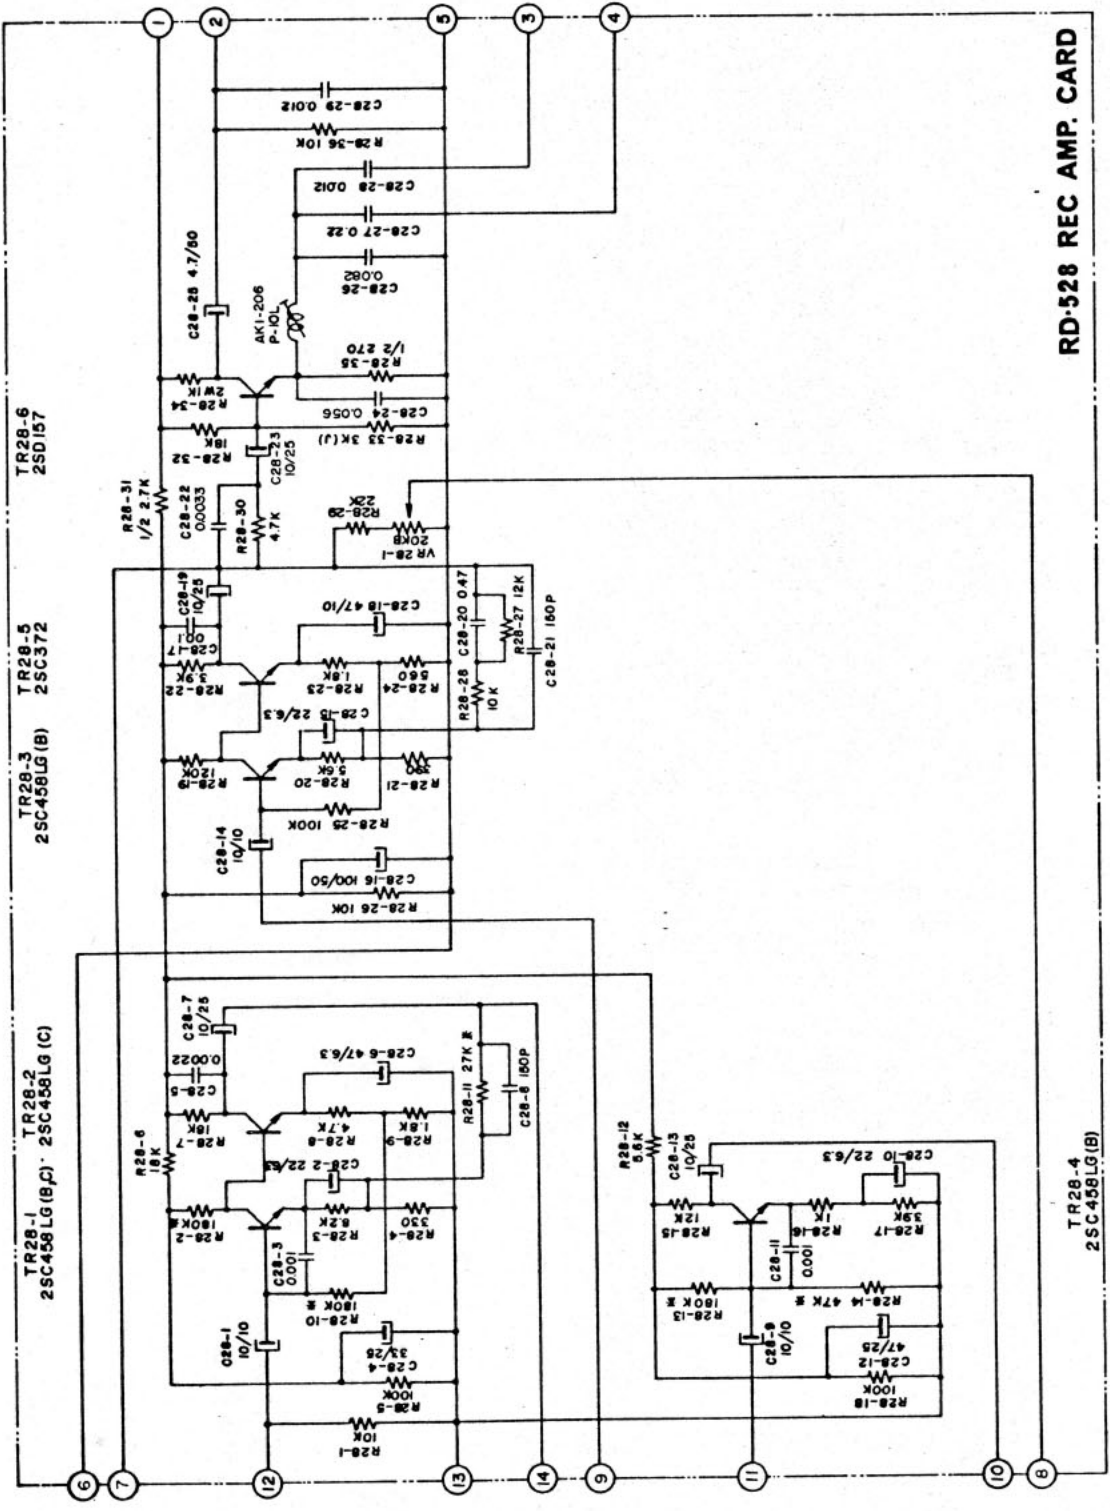 1
2
5
3
4
RD-528 REC AMP. CARD
C28-29 0.012
R28-36 10K
C28-28 0.012
C28-27 0.22
0.082
C28-26
C28-25 4.7/50
AK1-206
P-10L
1/2 270
R28-35
2W1K
R28-34
C28-24 0.056
R28-33 3K(J)
18K
R28-32
C28-23
10/25
TR28-6
2SD157
R28-31
1/2 2.7K
C28-22
0.0033
R28-30
4.7K
22K
R28-29
20KB
VR28-1
C28-19
10/25
00.1
C28-17
3.9K
R28-22
C28-18 47/10
1.8K
R28-23
560
R28-24
C28-20 0.47
R28-27 12K
R28-28
10K
C28-21 150P
TR28-5
2SC372
TR28-3
2SC458LG(B)
120K
R28-19
C28-15 22/6.3
5.6K
R28-20
390
R28-21
R28-25 100K
C28-14
10/10
C28-16 100/50
R28-26 10K
TR28-2
2SC458LG(C)
TR28-1
2SC458LG(B,C)
C28-7
10/25
0.0022
C28-5
18K
R28-7
C28-6 47/6.3
4.7K
R28-8
1.8K
R28-9
R28-11 27K ※
C28-8 150P
R28-6
18K
180K※
R28-2
C28-2 22/6.3
8.2K
R28-3
330
R28-4
C28-3
0.001
180K ※
R28-10
C28-1
10/10
33/25
C28-4
100K
R28-5
10K
R28-1
R28-12
5.6K
C28-13
10/25
12K
R28-15
C28-10 22/6.3
1K
R28-16
3.9K
R28-17
C28-11
0.001
180K ※
R28-13
R28-14 47K ※
C28-9
10/10
47/25
C28-12
100K
R28-18
TR28-4
2SC458LG(B)
6
7
12
13
14
9
11
10
8